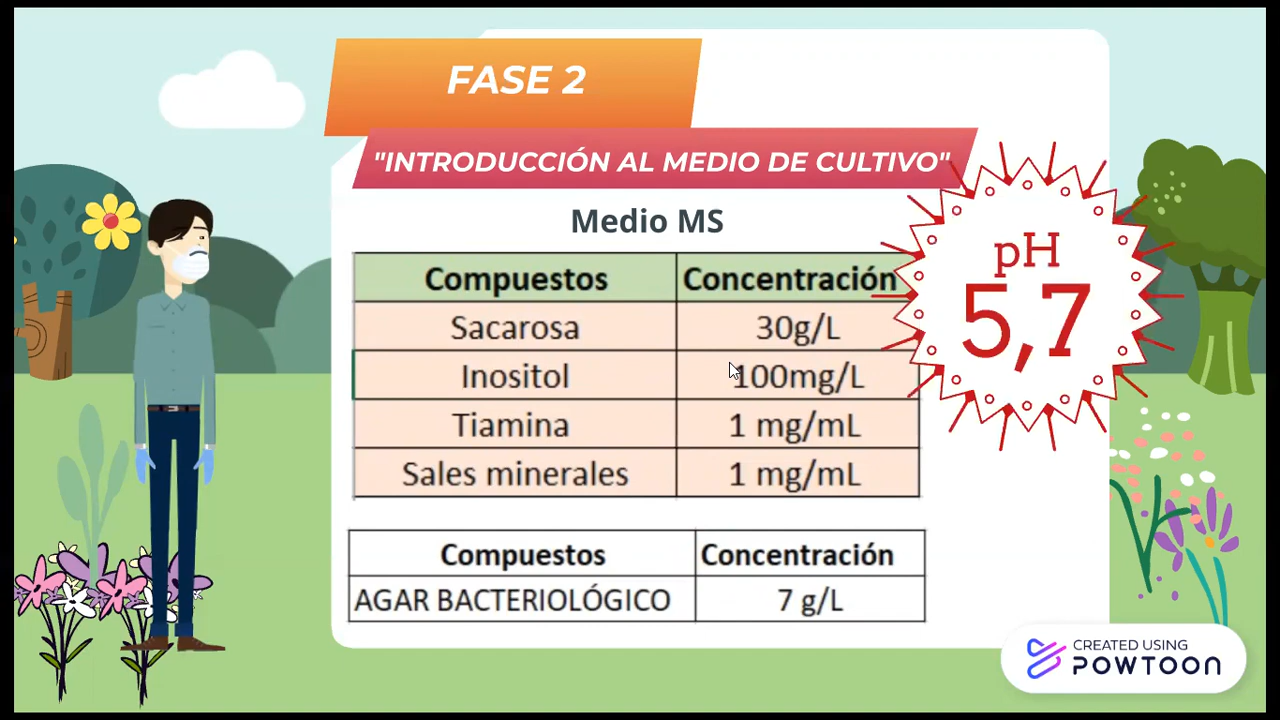 FASE 2
"INTRODUCCIÓN AL MEDIO DE CULTIVO"
Medio MS
Compuestos Concentración
Sacarosa 30g/L
Inositol 100mg/L
Tiamina 1 mg/mL
Sales minerales 1 mg/mL
pH
5,7
Compuestos Concentración
AGAR BACTERIOLÓGICO 7 g/L
CREATED USING
POWTOON